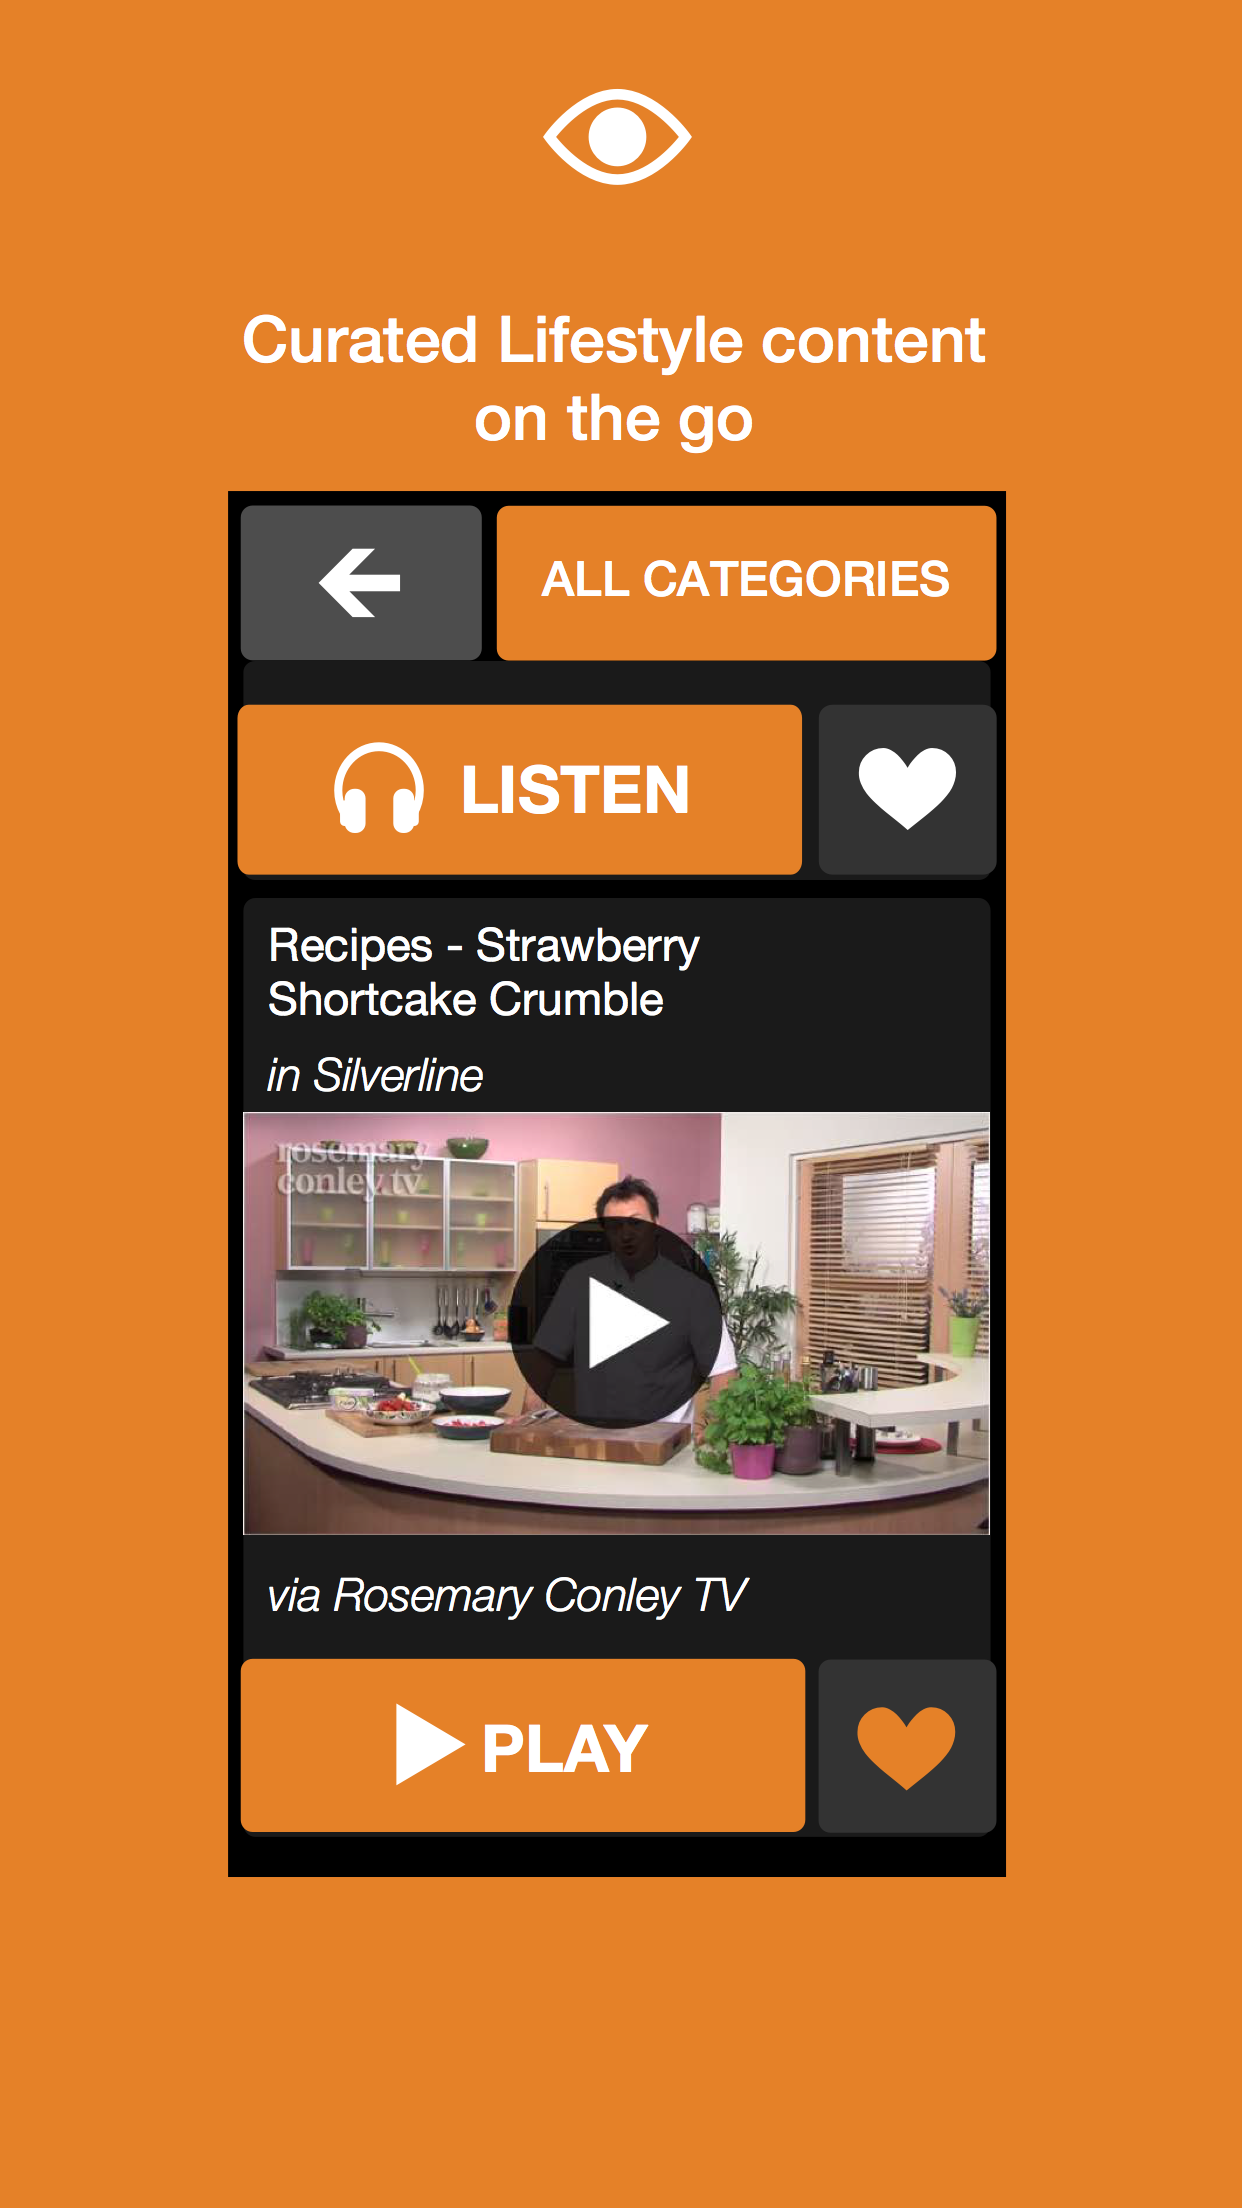 Curated Lifestyle content
on the go
ALL CATEGORIES
LISTEN
Recipes - Strawberry
Shortcake Crumble
in Silverline
rosemary
conley.tv
via Rosemary Conley TV
PLAY